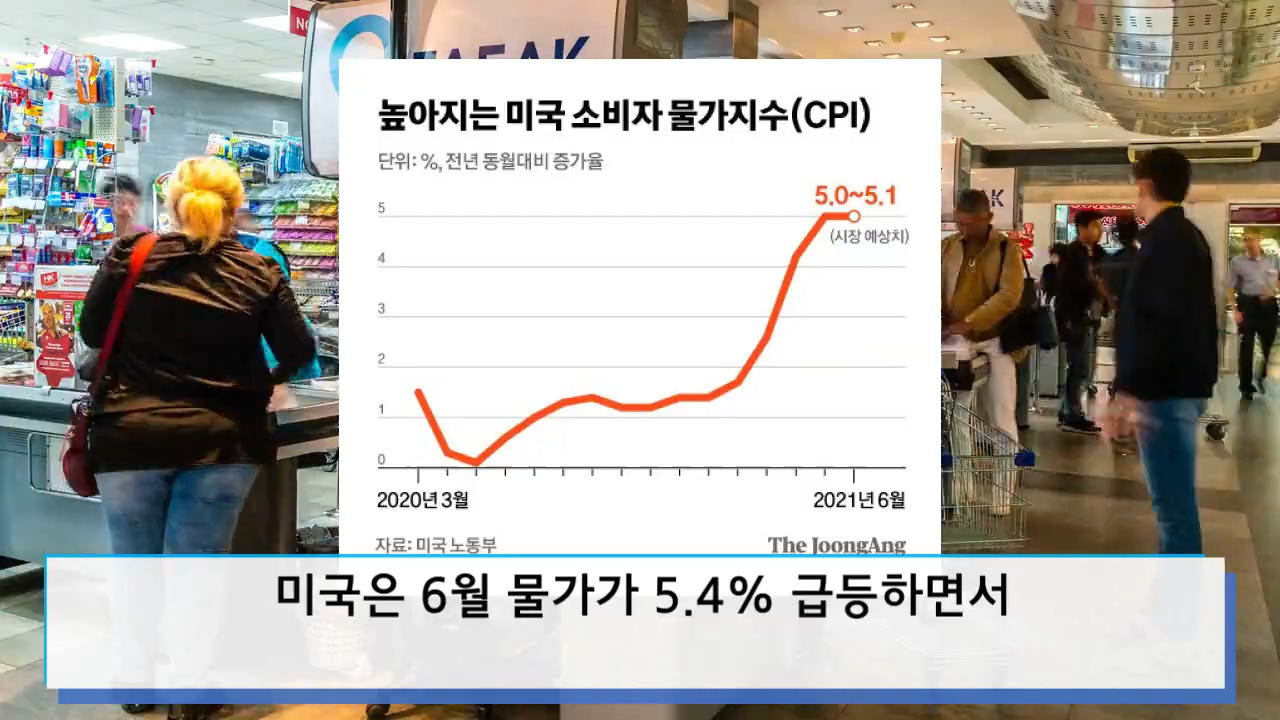 높아지는 미국 소비자 물가지수(CPI)
단위: %, 전년 동월대비 증가율
5.0~5.1
(시장 예상치)
5
4
3
2
1
0
2020년 3월
2021년 6월
자료: 미국 노동부
The JoongAng
미국은 6월 물가가 5.4% 급등하면서